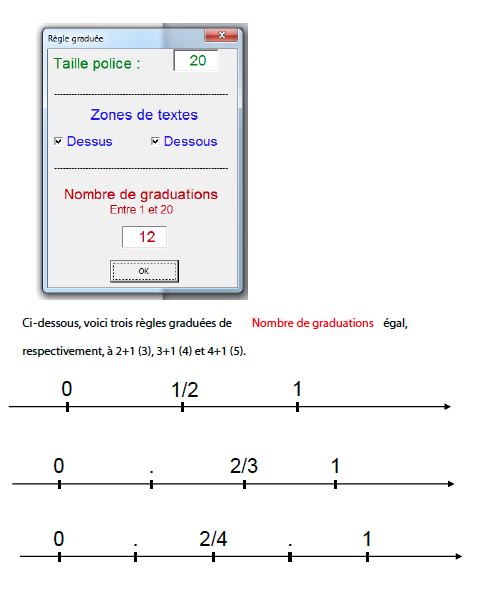 Règle graduée
Taille police : 20
Zones de textes
Dessus Dessous
Nombre de graduations
Entre 1 et 20
12
OK
Ci-dessous, voici trois règles graduées de Nombre de graduations égal,
respectivement, à 2+1 (3), 3+1 (4) et 4+1 (5).
0 1/2 1
0 . 2/3 1
0 . 2/4 . 1